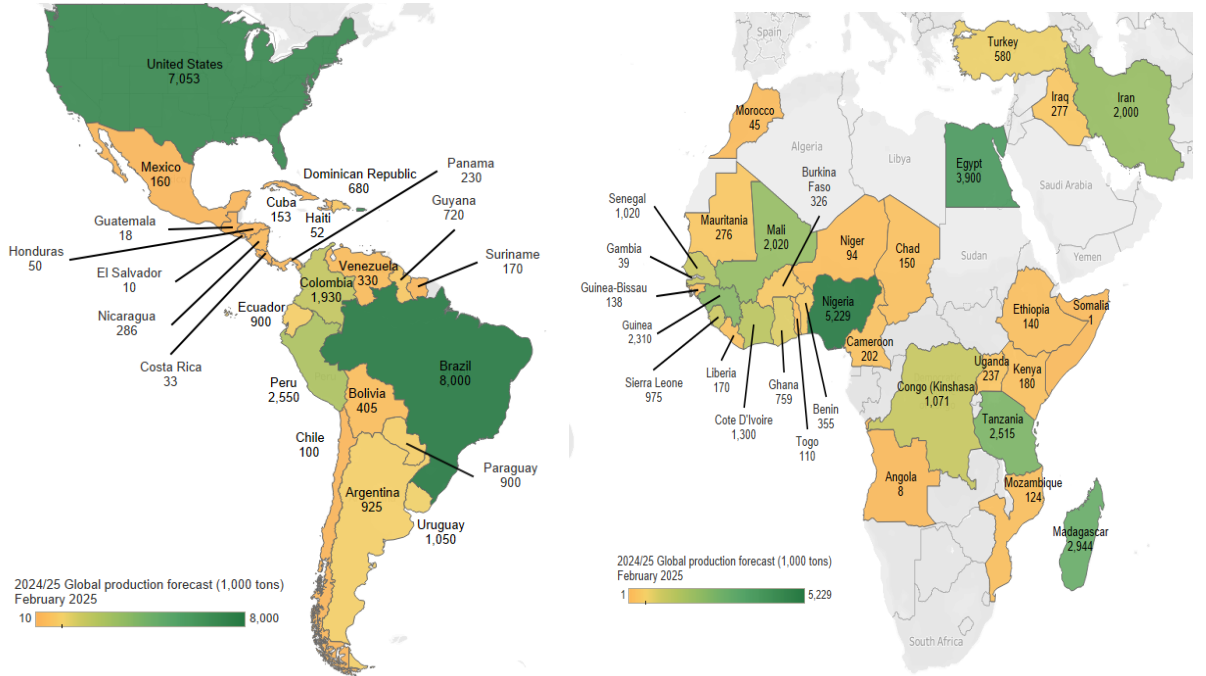 United States
7,053
Mexico
160
Dominican Republic
680
Panama
230
Guyana
720
Cuba
153
Haiti
52
Guatemala
18
Honduras
50
El Salvador
10
Nicaragua
286
Costa Rica
33
Suriname
170
Venezuela
330
Colombia
1,930
Ecuador
900
Peru
2,550
Brazil
8,000
Bolivia
405
Chile
100
Paraguay
900
Argentina
925
Uruguay
1,050
2024/25 Global production forecast (1,000 tons)
February 2025
10
8,000
Spain
Turkey
580
Iraq
277
Iran
2,000
Morocco
45
Algeria
Libya
Egypt
3,900
Saudi Arabia
Burkina
Faso
326
Senegal
1,020
Mauritania
276
Mali
2,020
Niger
94
Chad
150
Sudan
Yemen
Gambia
39
Guinea-Bissau
138
Guinea
2,310
Sierra Leone
975
Liberia
170
Cote D'Ivoire
1,300
Ghana
759
Togo
110
Benin
355
Nigeria
5,229
Cameroon
202
Ethiopia
140
Somalia
1
Uganda
237
Kenya
180
Congo (Kinshasa)
1,071
Tanzania
2,515
Angola
8
Mozambique
124
Madagascar
2,944
South Africa
2024/25 Global production forecast (1,000 tons)
February 2025
1
5,229